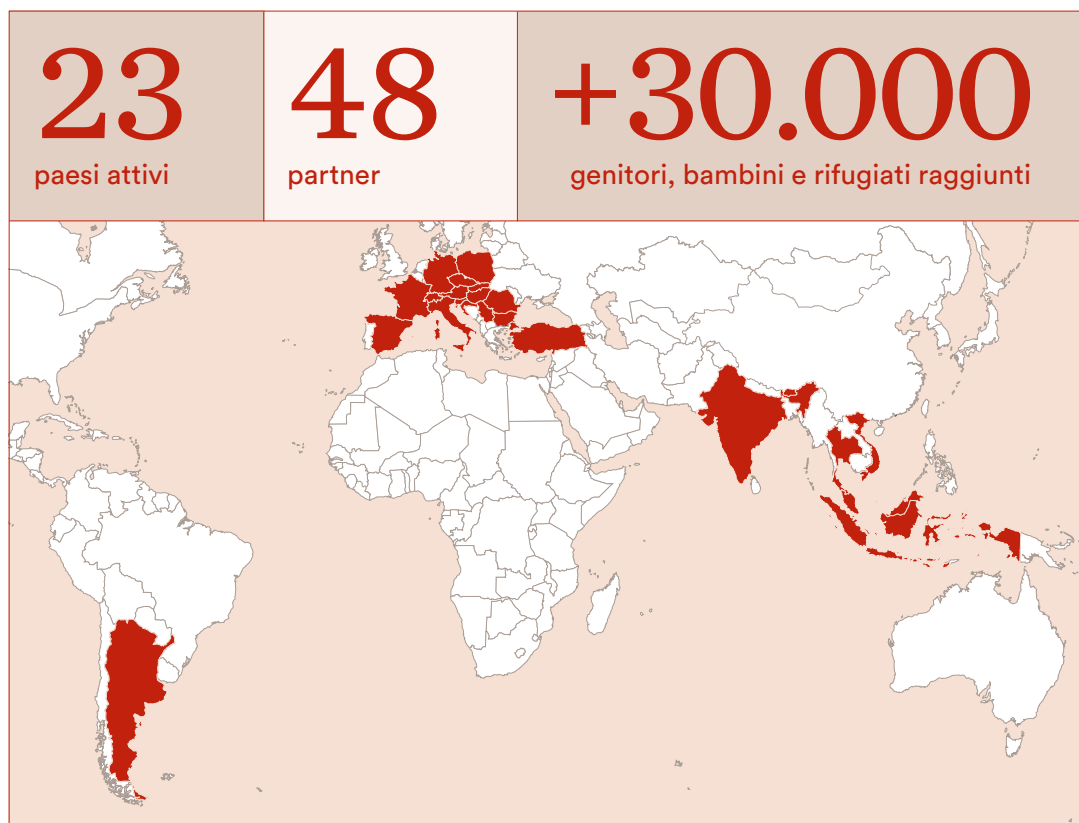 23
paesi attivi
48
partner
+30.000
genitori, bambini e rifugiati raggiunti